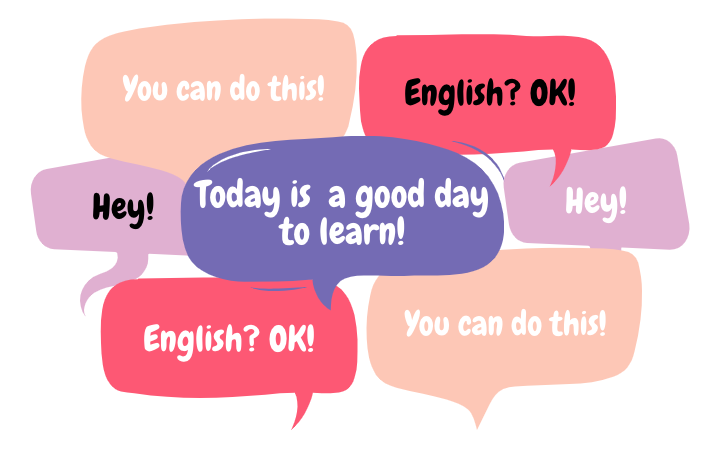 You can do this!
English? OK!
Hey!
Today is a good day
to learn!
Hey!
English? OK!
You can do this!